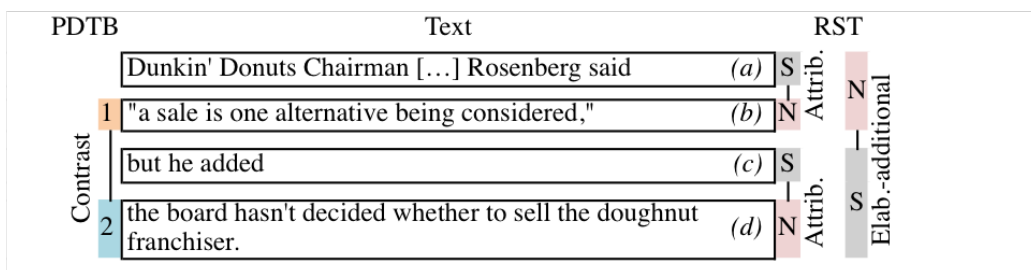 PDTB Text RST
Dunkin' Donuts Chairman […] Rosenberg said (a) S
Attrib.
N
1 "a sale is one alternative being considered," (b) N
Contrast
but he added (c) S
Attrib.
S
Elab.-additional
2 the board hasn't decided whether to sell the doughnut
franchiser. (d) N